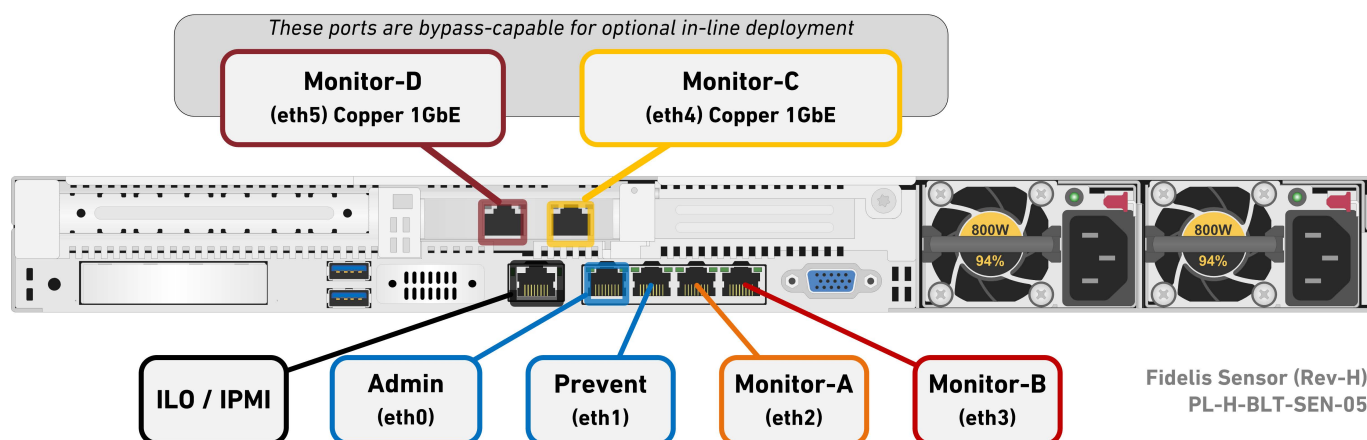 These ports are bypass-capable for optional in-line deployment
Monitor-D
(eth5) Copper 1GbE
Monitor-C
(eth4) Copper 1GbE
800W
94%
800W
94%
ILO / IPMI
Admin
(eth0)
Prevent
(eth1)
Monitor-A
(eth2)
Monitor-B
(eth3)
Fidelis Sensor (Rev-H)
PL-H-BLT-SEN-05